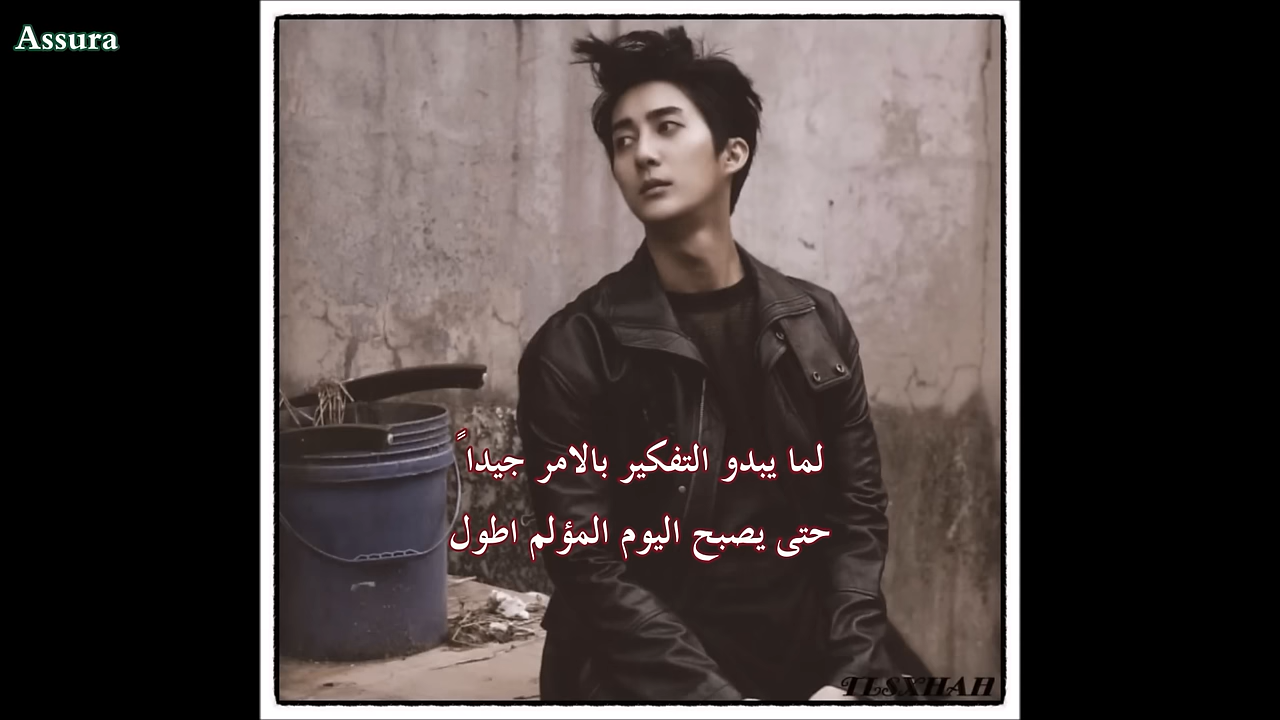 Assura
لما يبدو التفكير بالامر جيداً
حتى يصبح اليوم المؤلم اطول
TLSXHAH